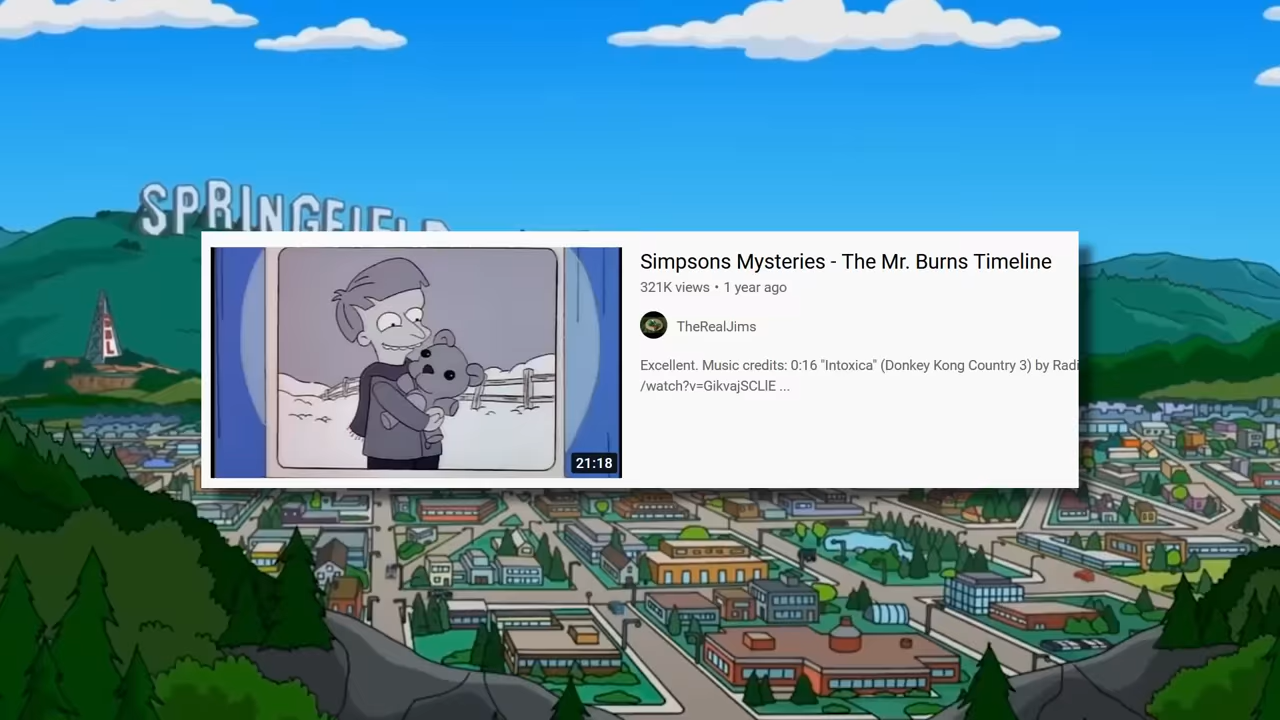 SPRINGFIELD
Simpsons Mysteries - The Mr. Burns Timeline
321K views • 1 year ago
TheRealJims
Excellent. Music credits: 0:16 "Intoxica" (Donkey Kong Country 3) by Radi
/watch?v=GikvajSCLlE ...
21:18